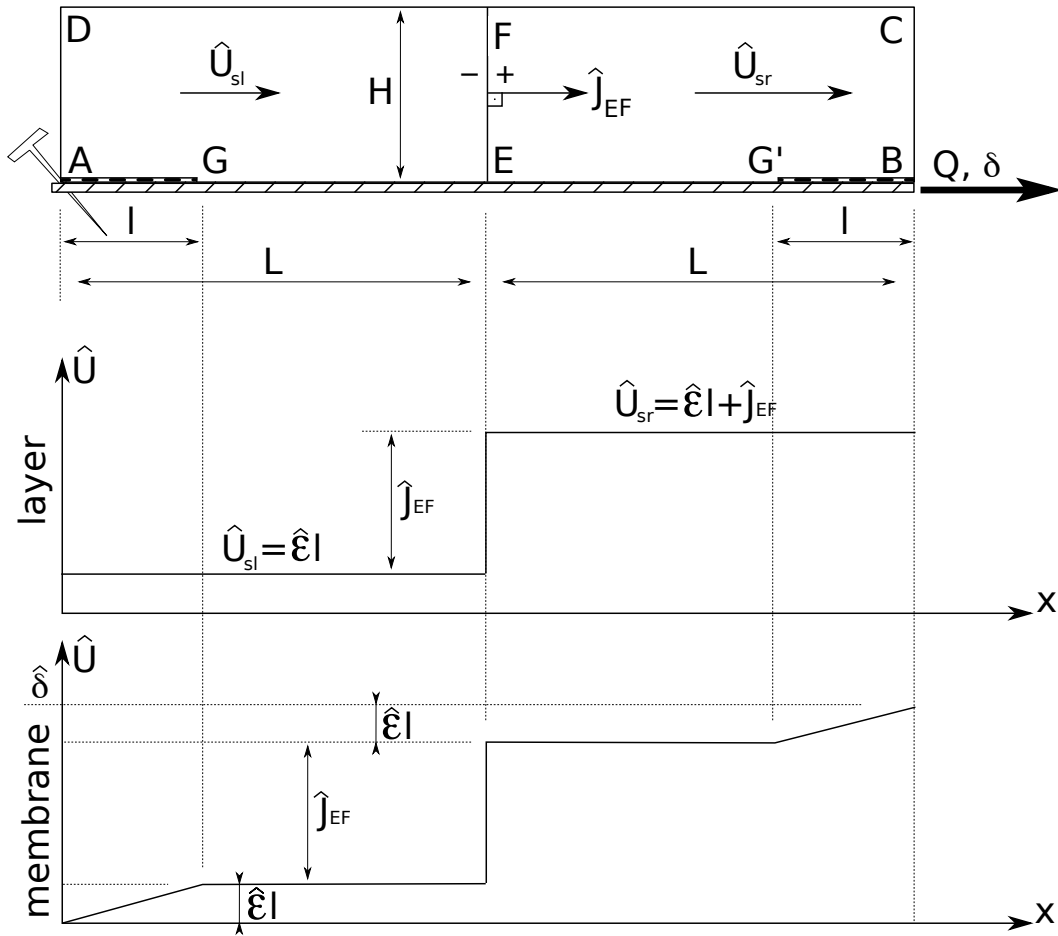 D F C
Û_sl − + Û_sr
H Ĵ_EF
A G E G' B Q, δ
l l
L L
Û
Û_sr=ε̂l+Ĵ_EF
layer
Ĵ_EF
Û_sl=ε̂l
x
Û
δ̂
ε̂l
membrane
Ĵ_EF
ε̂l
x